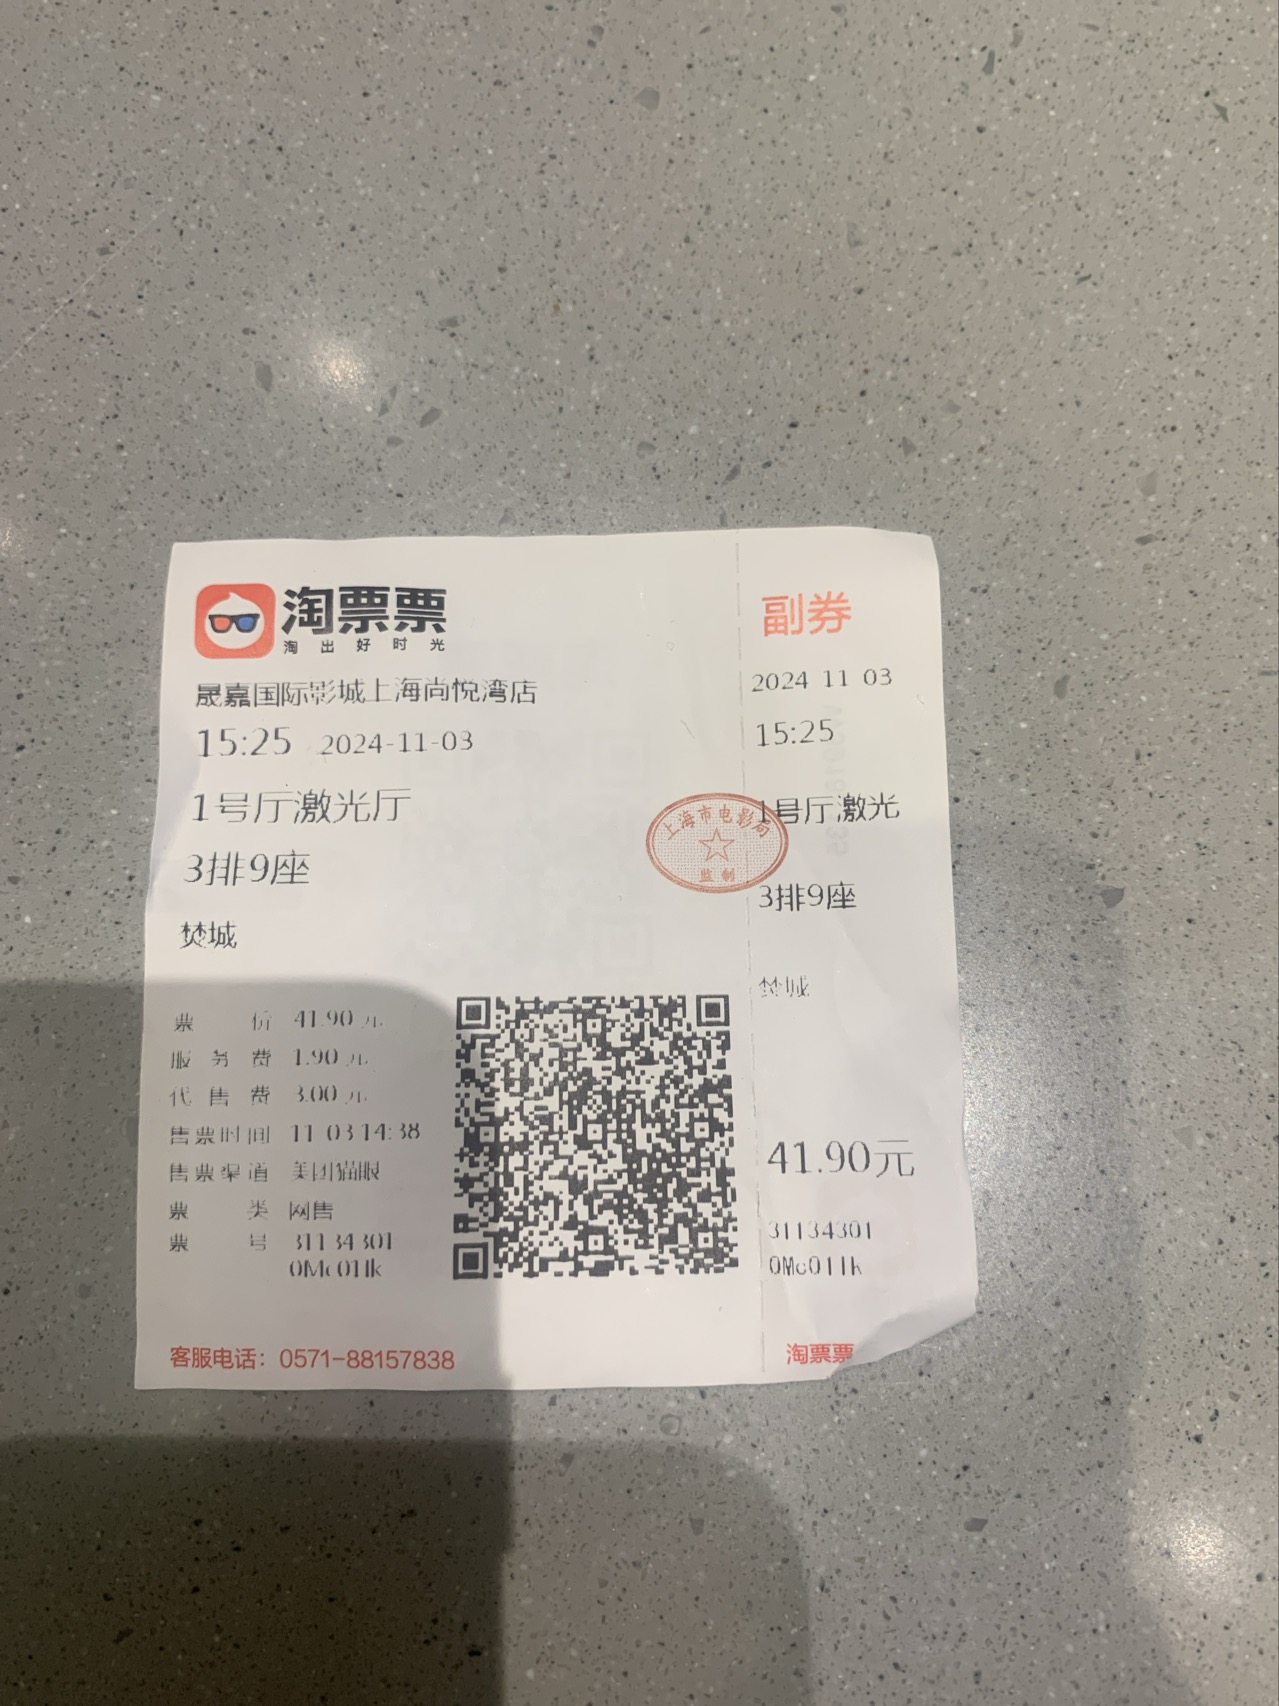 淘票票
淘出好时光
晟嘉国际影城上海尚悦湾店
15:25 2024-11-03
1号厅激光厅
3排9座
焚城
票价 41.90元
服务费 1.90元
代售费 3.00元
售票时间 11-03 14:38
售票渠道 美团猫眼
票类 网售
票号 31134301
客服电话：0571-88157838
上海市电影局
监制
副券
2024 11 03
15:25
1号厅激光
3排9座
焚城
41.90元
31134301
淘票票